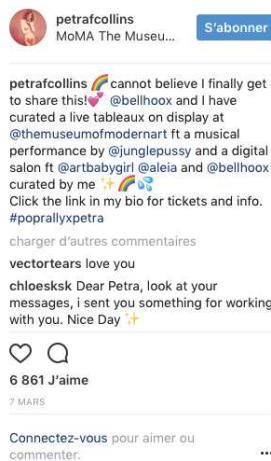 petrafcollins
MoMA The Museu...
S'abonner
petrafcollins 🌈cannot believe I finally get
to share this!💕 @bellhoox and I have
curated a live tableaux on display at
@themuseumofmodernart ft a musical
performance by @junglepussy and a digital
salon ft @artbabygirl @aleia and @bellhoox
curated by me ✨🌈💦
Click the link in my bio for tickets and info.
#poprallyxpetra
charger d'autres commentaires
vectortears love you
chloesksk Dear Petra, look at your
messages, i sent you something for working
with you. Nice Day ✨
6 861 J'aime
7 MARS
Connectez-vous pour aimer ou
commenter.